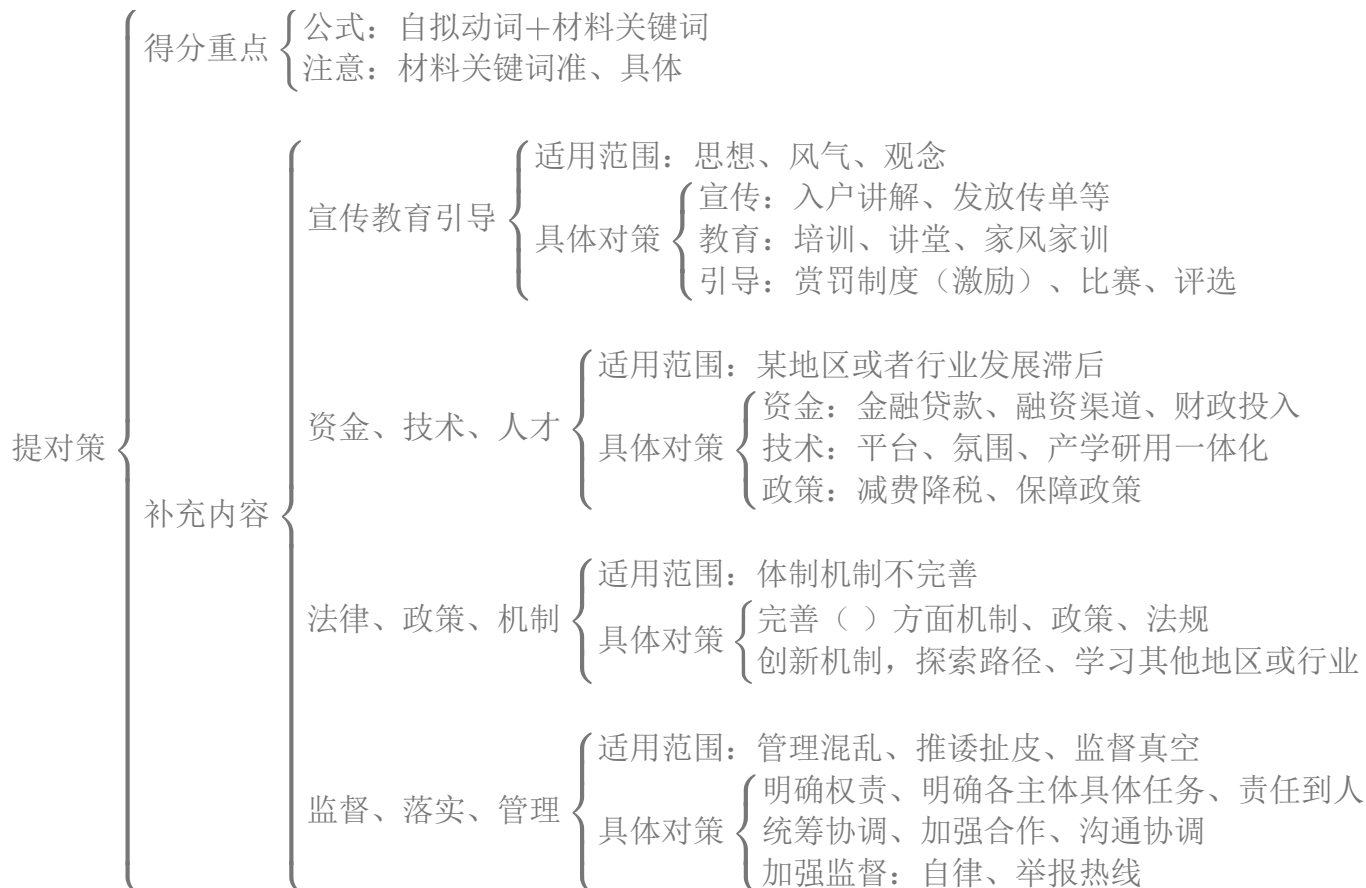 提对策
得分重点
公式：自拟动词+材料关键词
注意：材料关键词准、具体
补充内容
宣传教育引导
适用范围：思想、风气、观念
具体对策
宣传：入户讲解、发放传单等
教育：培训、讲堂、家风家训
引导：赏罚制度（激励）、比赛、评选
资金、技术、人才
适用范围：某地区或者行业发展滞后
具体对策
资金：金融贷款、融资渠道、财政投入
技术：平台、氛围、产学研用一体化
政策：减费降税、保障政策
法律、政策、机制
适用范围：体制机制不完善
具体对策
完善（ ）方面机制、政策、法规
创新机制，探索路径、学习其他地区或行业
监督、落实、管理
适用范围：管理混乱、推诿扯皮、监督真空
具体对策
明确权责、明确各主体具体任务、责任到人
统筹协调、加强合作、沟通协调
加强监督：自律、举报热线